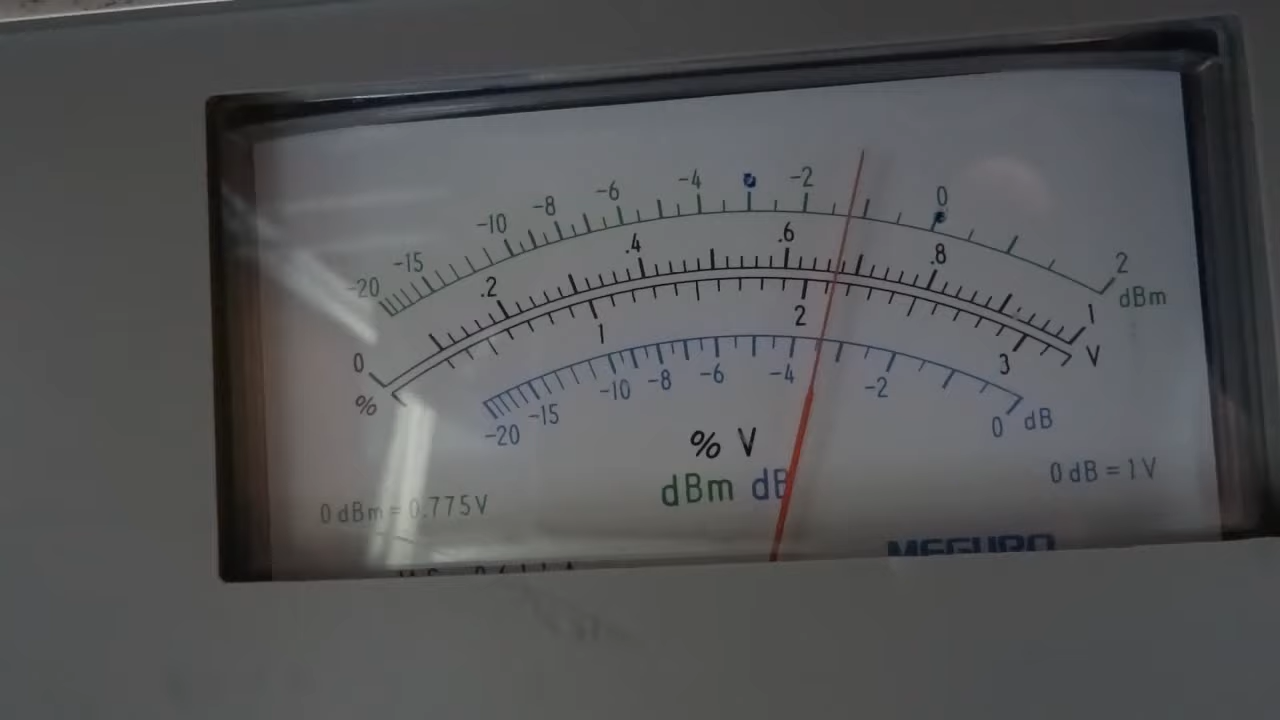 -20 -15 -10 -8 -6 -4 -2 0 2 dBm
0 .2 .4 .6 .8 1 V
% 1 2 3
-20 -15 -10 -8 -6 -4 -2 0 dB
% V
dBm dB
0 dBm = 0.775V
0 dB = 1V
MEGURO